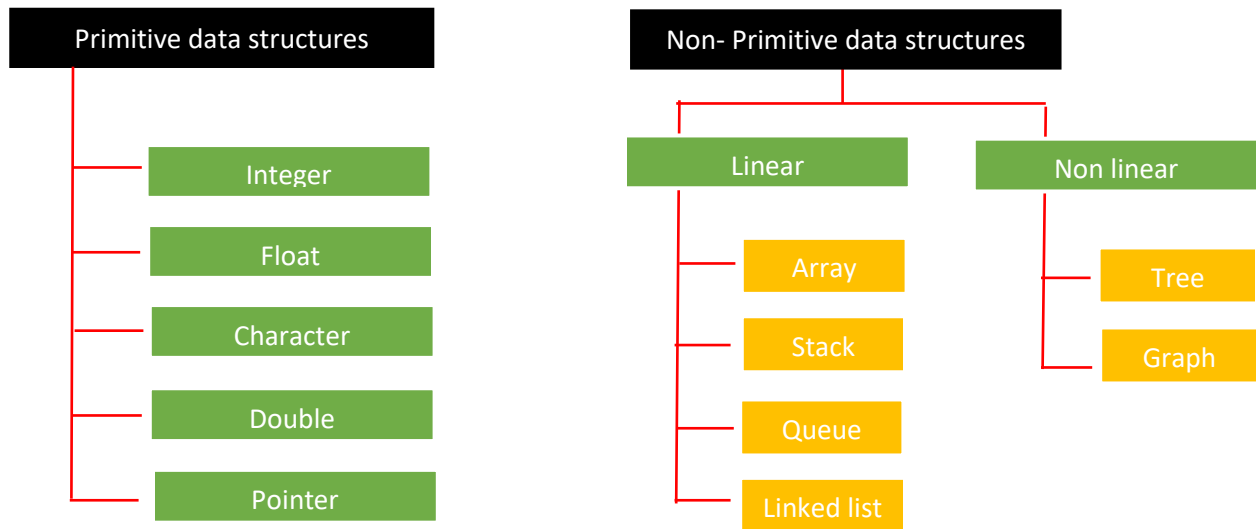 Primitive data structures
Integer
Float
Character
Double
Pointer
Non- Primitive data structures
Linear
Array
Stack
Queue
Linked list
Non linear
Tree
Graph